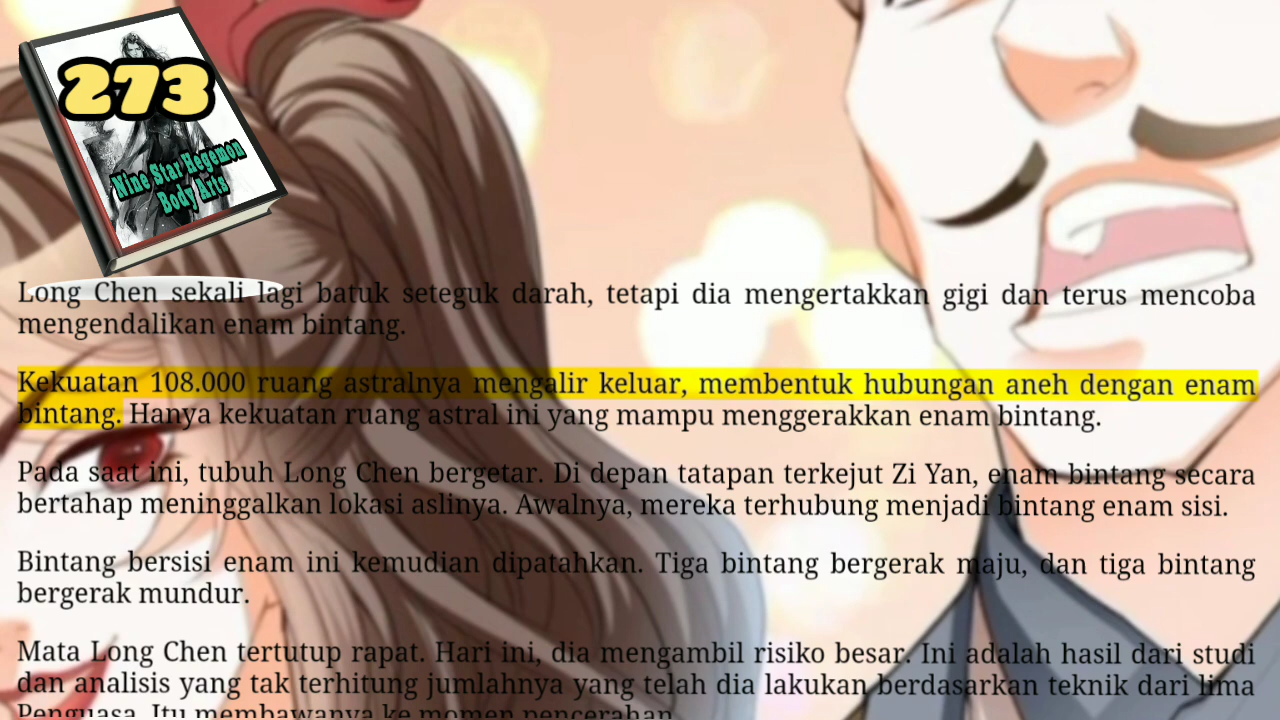 273
Nine Star Hegemon
Body Arts
Long Chen sekali lagi batuk seteguk darah, tetapi dia mengertakkan gigi dan terus mencoba
mengendalikan enam bintang.
Kekuatan 108.000 ruang astralnya mengalir keluar, membentuk hubungan aneh dengan enam
bintang. Hanya kekuatan ruang astral ini yang mampu menggerakkan enam bintang.
Pada saat ini, tubuh Long Chen bergetar. Di depan tatapan terkejut Zi Yan, enam bintang secara
bertahap meninggalkan lokasi aslinya. Awalnya, mereka terhubung menjadi bintang enam sisi.
Bintang bersisi enam ini kemudian dipatahkan. Tiga bintang bergerak maju, dan tiga bintang
bergerak mundur.
Mata Long Chen tertutup rapat. Hari ini, dia mengambil risiko besar. Ini adalah hasil dari studi
dan analisis yang tak terhitung jumlahnya yang telah dia lakukan berdasarkan teknik dari lima
Penguasa. Itu membawanya ke momen pencerahan.